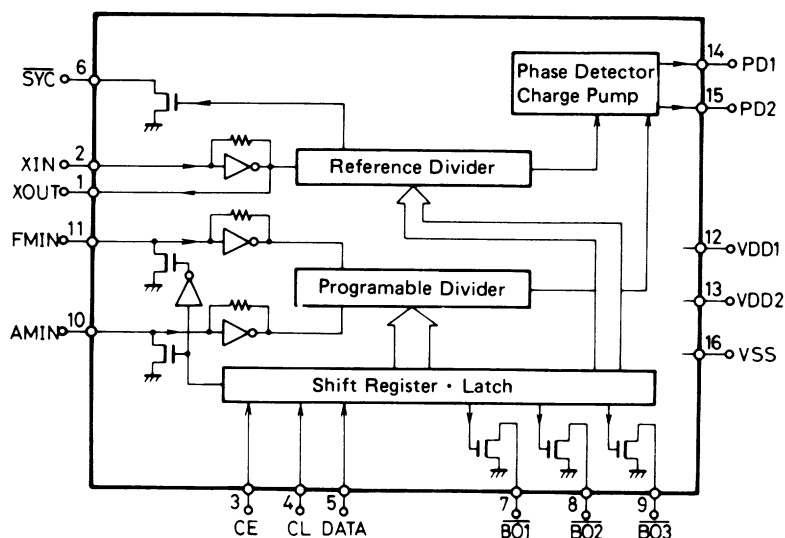 6
SYC
14
PD1
Phase Detector
Charge Pump
15
PD2
2
XIN
Reference Divider
1
XOUT
11
FMIN
12
VDD1
Programable Divider
13
VDD2
10
AMIN
16
VSS
Shift Register · Latch
3
4
5
7
8
9
CE
CL
DATA
BO1
BO2
BO3